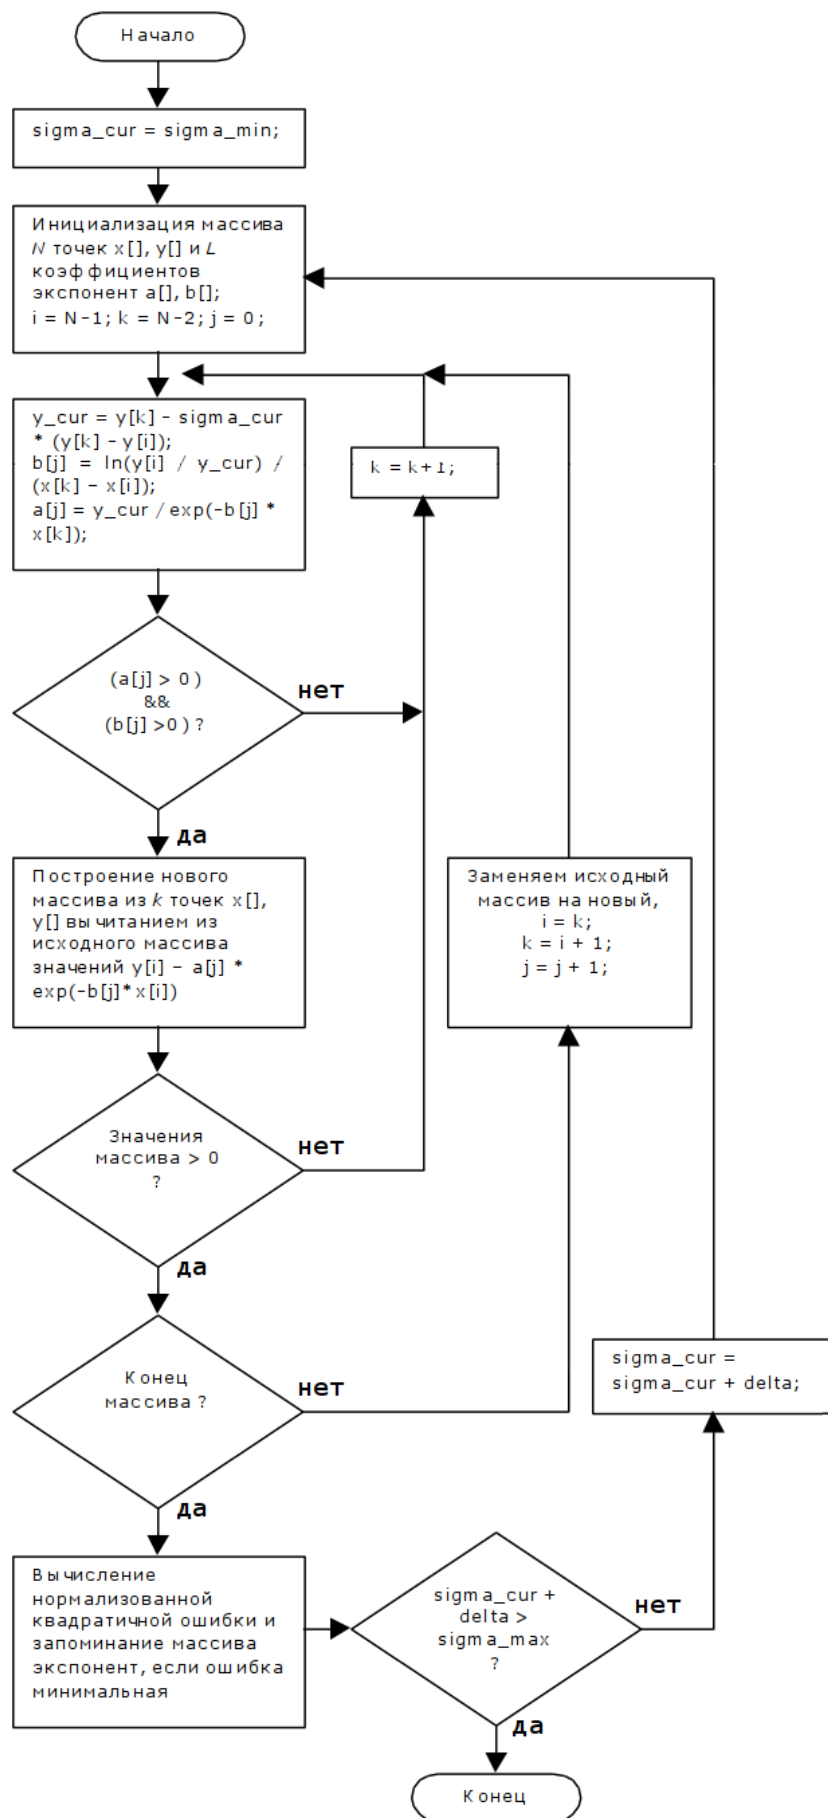 Начало
sigma_cur = sigma_min;
Инициализация массива
N точек x[], y[] и L
коэффициентов
экспонент a[], b[];
i = N-1; k = N-2; j = 0;
y_cur = y[k] - sigma_cur
* (y[k] - y[i]);
b[j] = ln(y[i] / y_cur) /
(x[k] - x[i]);
a[j] = y_cur / exp(-b[j] *
x[k]);
k = k+1;
(a[j] > 0)
&&
(b[j] >0) ?
нет
да
Построение нового
массива из k точек x[],
y[] вычитанием из
исходного массива
значений y[i] – a[j] *
exp(-b[j]*x[i])
Заменяем исходный
массив на новый,
i = k;
k = i + 1;
j = j + 1;
Значения
массива > 0
?
нет
да
Конец
массива ?
нет
sigma_cur =
sigma_cur + delta;
да
Вычисление
нормализованной
квадратичной ошибки и
запоминание массива
экспонент, если ошибка
минимальная
sigma_cur +
delta >
sigma_max
?
нет
да
Конец